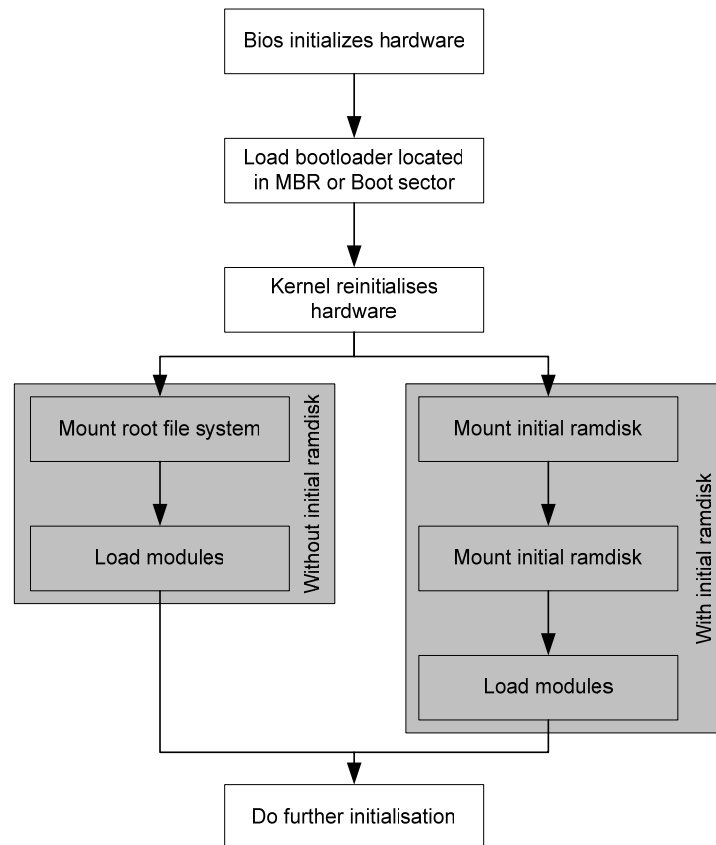 Bios initializes hardware
Load bootloader located
in MBR or Boot sector
Kernel reinitialises
hardware
Mount root file system
Load modules
Without initial ramdisk
Mount initial ramdisk
Mount initial ramdisk
Load modules
With initial ramdisk
Do further initialisation